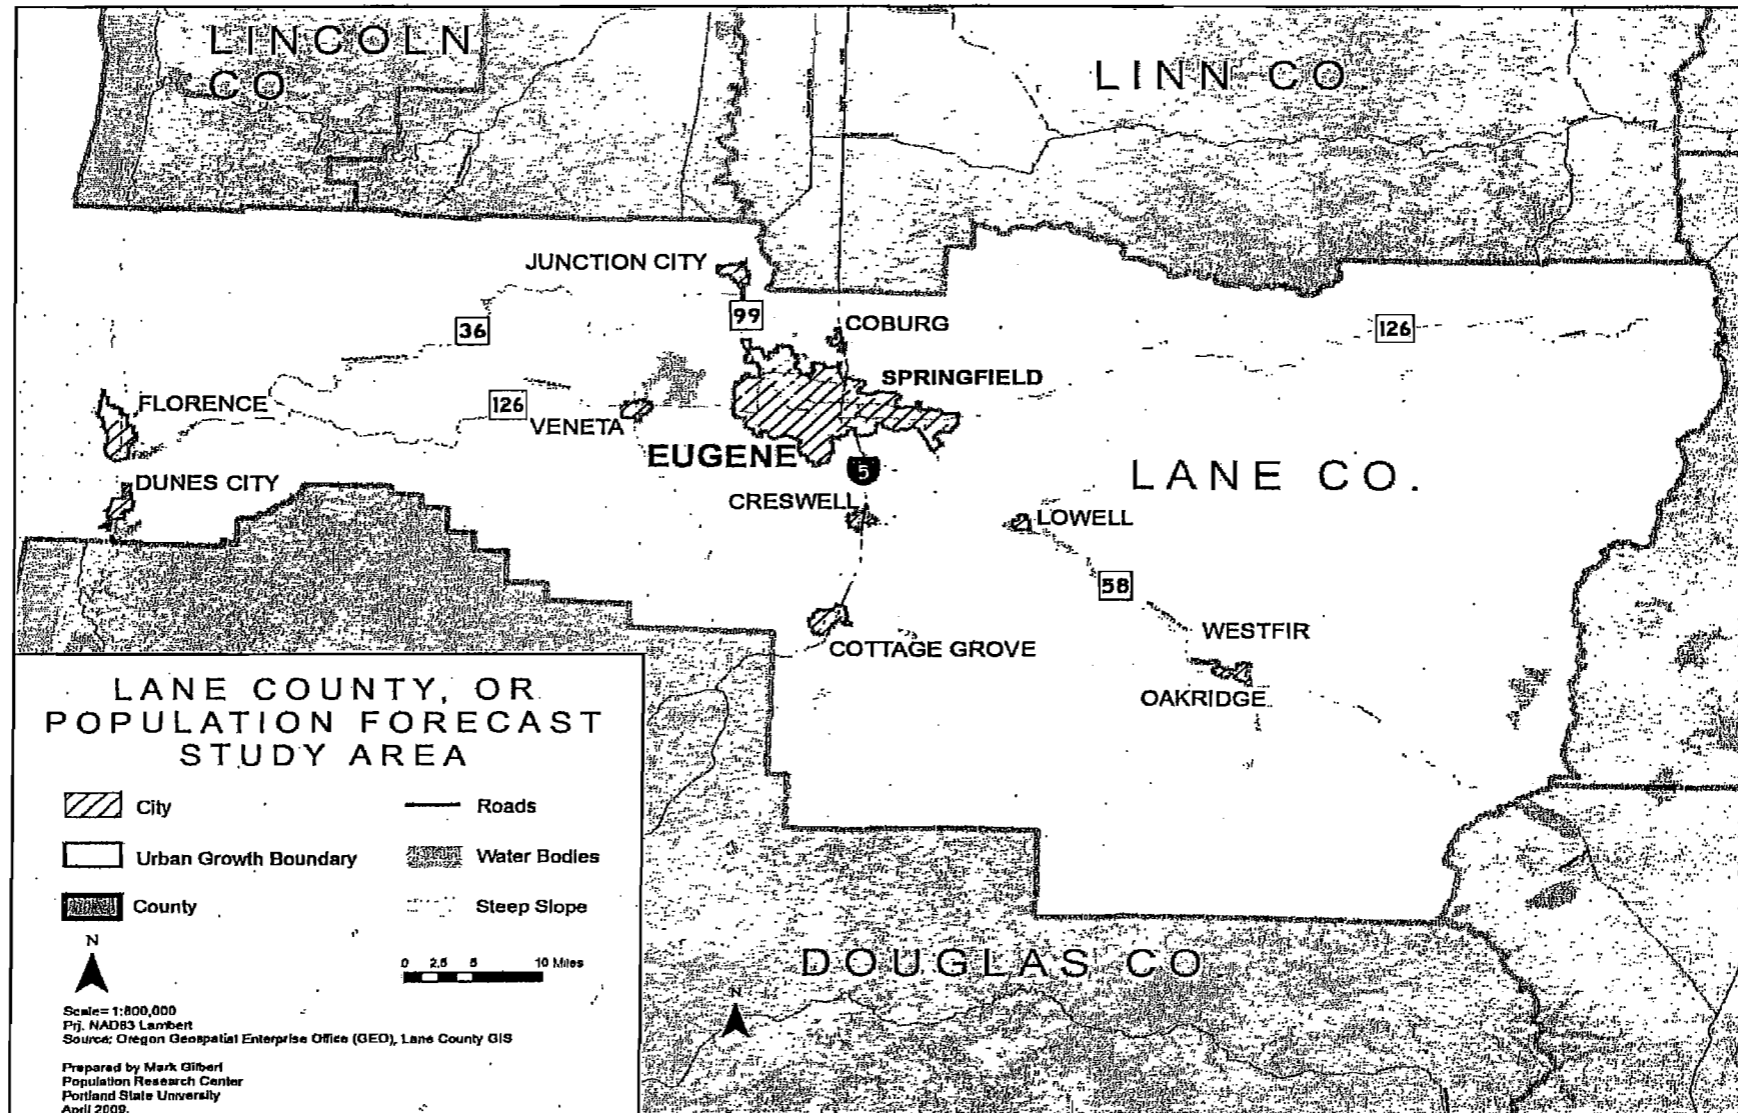 LINCOLN
CO
LINN CO.
JUNCTION CITY
99
36
COBURG
126
SPRINGFIELD
FLORENCE
126
VENETA
EUGENE
5
LANE CO.
DUNES CITY
CRESWELL
LOWELL
58
WESTFIR
COTTAGE GROVE
OAKRIDGE
DOUGLAS CO.
N
LANE COUNTY, OR
POPULATION FORECAST
STUDY AREA
City
Roads
Urban Growth Boundary
Water Bodies
County
Steep Slope
N
0 2.5 5 10 Miles
Scale= 1:800,000
Prj. NAD83 Lambert
Source: Oregon Geospatial Enterprise Office (GEO), Lane County GIS
Prepared by Mark Gilbert
Population Research Center
Portland State University
April 2009.